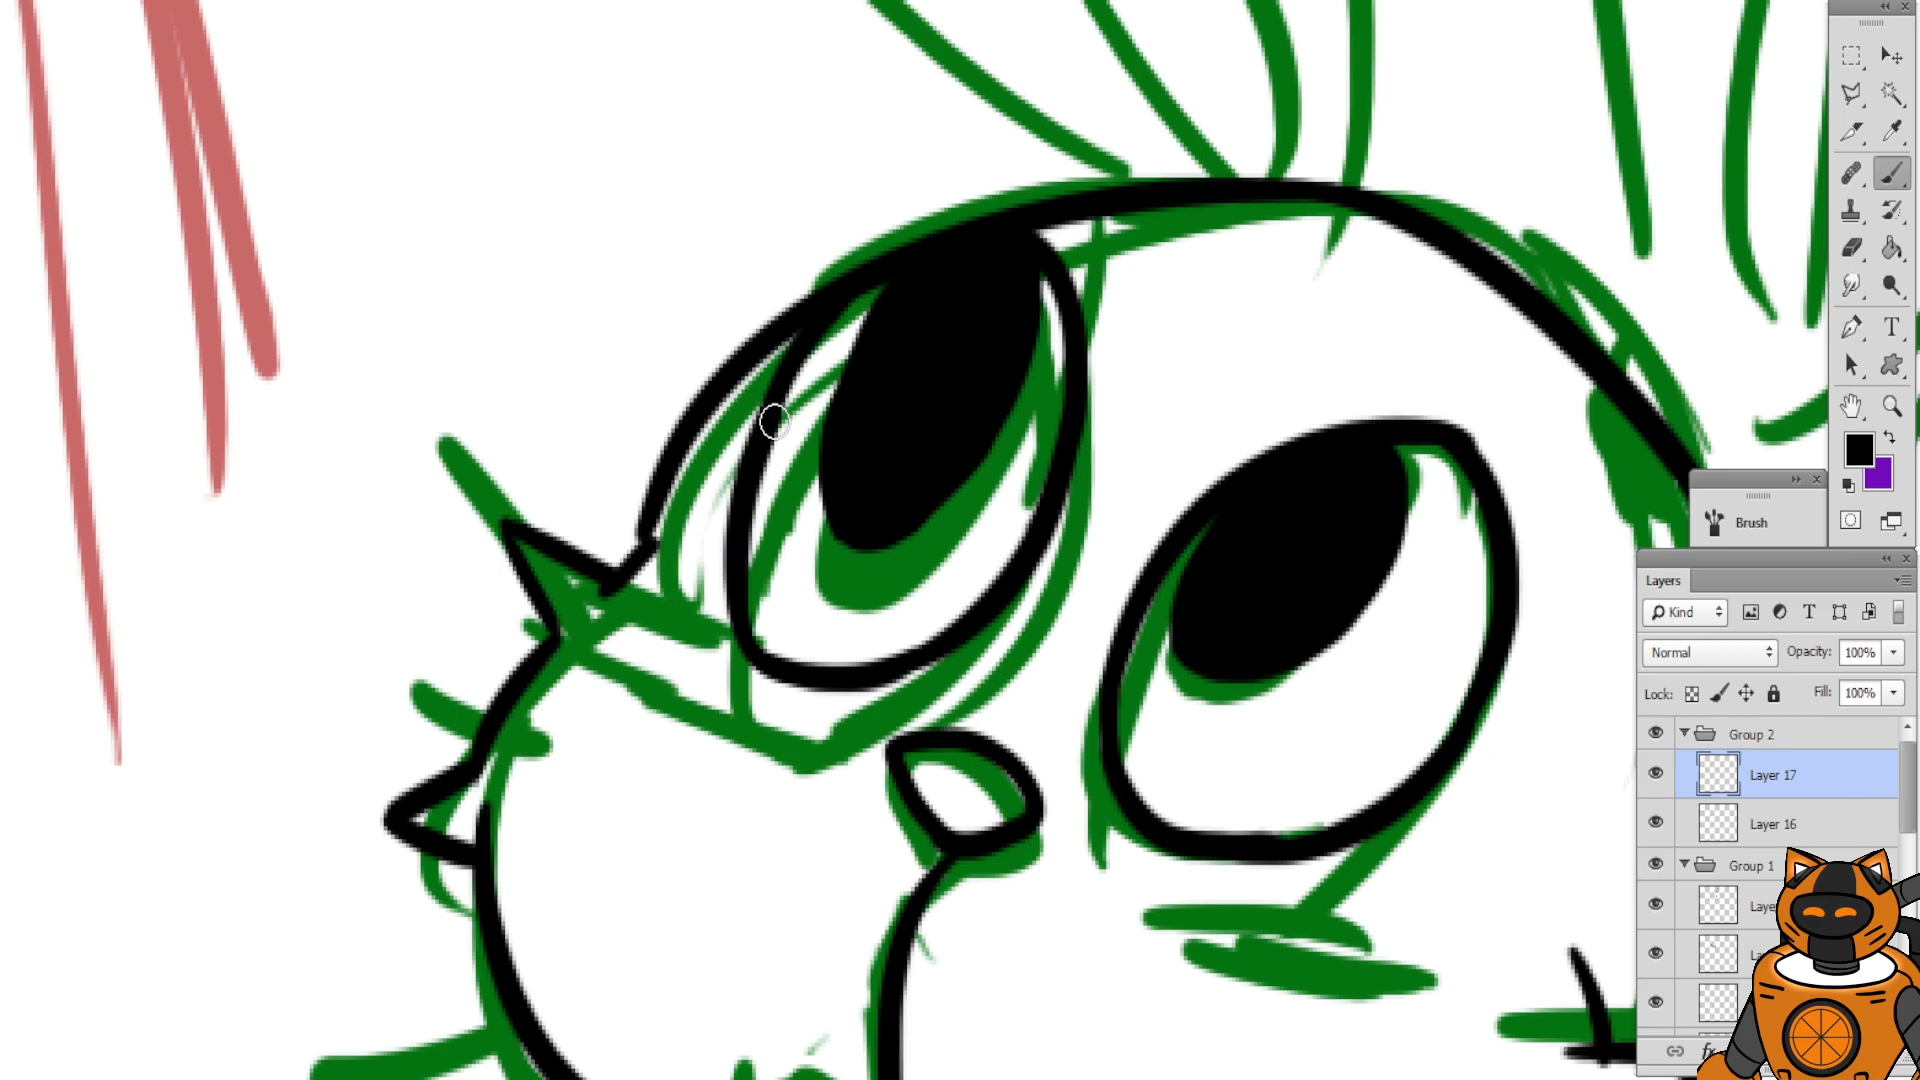 Brush
Layers
Kind
Normal
Opacity: 100%
Lock:
Fill: 100%
Group 2
Layer 17
Layer 16
Group 1